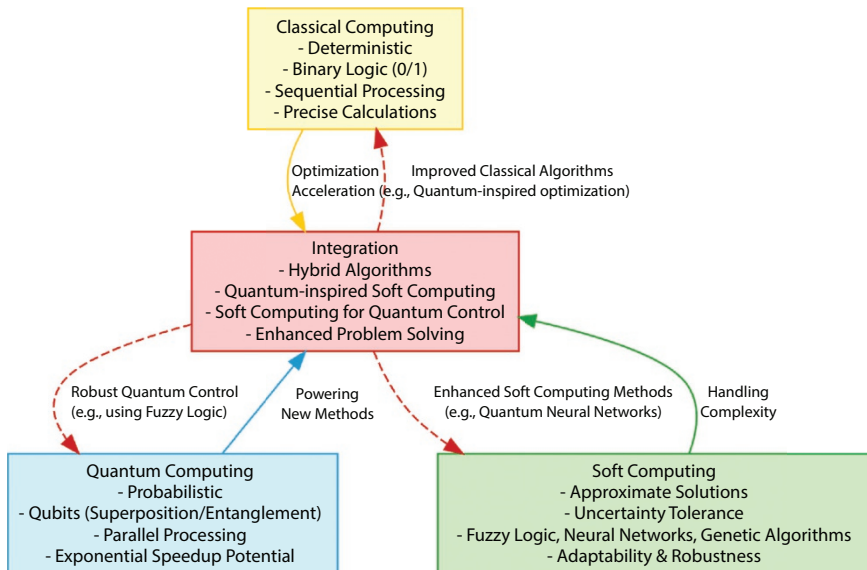 Classical Computing
- Deterministic
- Binary Logic (0/1)
- Sequential Processing
- Precise Calculations
Optimization
Acceleration
Improved Classical Algorithms
(e.g., Quantum-inspired optimization)
Integration
- Hybrid Algorithms
- Quantum-inspired Soft Computing
- Soft Computing for Quantum Control
- Enhanced Problem Solving
Robust Quantum Control
(e.g., using Fuzzy Logic)
Powering
New Methods
Enhanced Soft Computing Methods
(e.g., Quantum Neural Networks)
Handling
Complexity
Quantum Computing
- Probabilistic
- Qubits (Superposition/Entanglement)
- Parallel Processing
- Exponential Speedup Potential
Soft Computing
- Approximate Solutions
- Uncertainty Tolerance
- Fuzzy Logic, Neural Networks, Genetic Algorithms
- Adaptability & Robustness